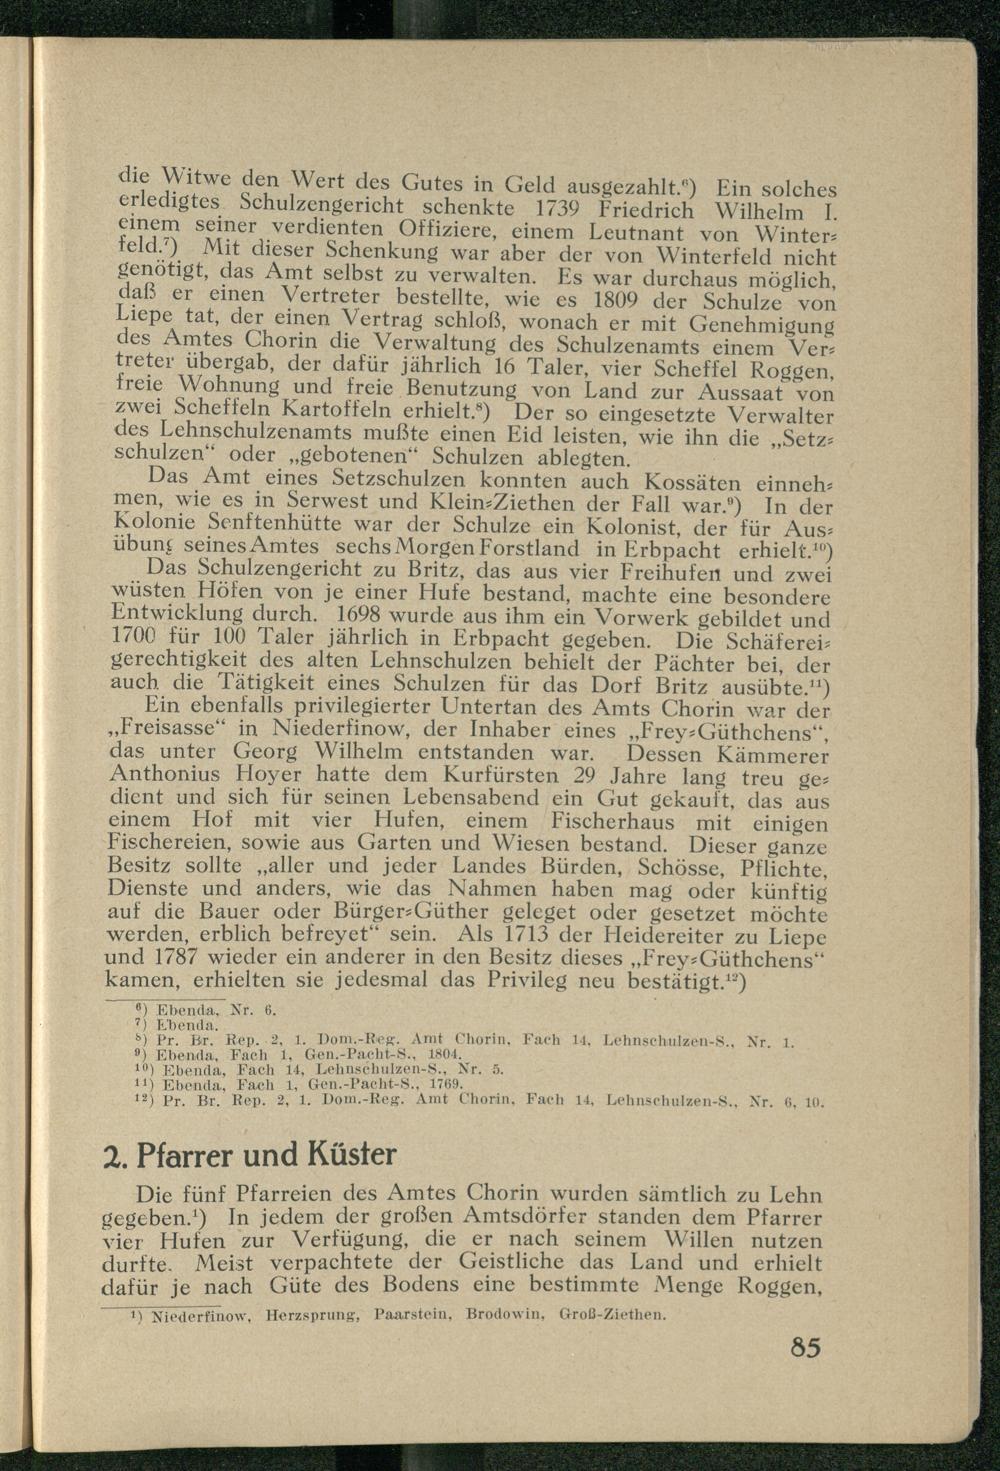 die Witwe den Wert des Gutes in Geld ausgezahlt.⁶) Ein solches
erledigtes Schulzengericht schenkte 1739 Friedrich Wilhelm I.
einem seiner verdienten Offiziere, einem Leutnant von Winter⸗
feld.⁷) Mit dieser Schenkung war aber der von Winterfeld nicht
genötigt, das Amt selbst zu verwalten. Es war durchaus möglich,
daß er einen Vertreter bestellte, wie es 1809 der Schulze von
Liepe tat, der einen Vertrag schloß, wonach er mit Genehmigung
des Amtes Chorin die Verwaltung des Schulzenamts einem Ver⸗
treter übergab, der dafür jährlich 16 Taler, vier Scheffel Roggen,
freie Wohnung und freie Benutzung von Land zur Aussaat von
zwei Scheffeln Kartoffeln erhielt.⁸) Der so eingesetzte Verwalter
des Lehnschulzenamts mußte einen Eid leisten, wie ihn die „Setz⸗
schulzen“ oder „gebotenen“ Schulzen ablegten.
Das Amt eines Setzschulzen konnten auch Kossäten einneh⸗
men, wie es in Serwest und Klein⸗Ziethen der Fall war.⁹) In der
Kolonie Senftenhütte war der Schulze ein Kolonist, der für Aus⸗
übung seines Amtes sechs Morgen Forstland in Erbpacht erhielt.¹⁰)
Das Schulzengericht zu Britz, das aus vier Freihufen und zwei
wüsten Höfen von je einer Hufe bestand, machte eine besondere
Entwicklung durch. 1698 wurde aus ihm ein Vorwerk gebildet und
1700 für 100 Taler jährlich in Erbpacht gegeben. Die Schäferei⸗
gerechtigkeit des alten Lehnschulzen behielt der Pächter bei, der
auch die Tätigkeit eines Schulzen für das Dorf Britz ausübte.¹¹)
Ein ebenfalls privilegierter Untertan des Amts Chorin war der
„Freisasse“ in Niederfinow, der Inhaber eines „Frey⸗Güthchens“,
das unter Georg Wilhelm entstanden war. Dessen Kämmerer
Anthonius Hoyer hatte dem Kurfürsten 29 Jahre lang treu ge⸗
dient und sich für seinen Lebensabend ein Gut gekauft, das aus
einem Hof mit vier Hufen, einem Fischerhaus mit einigen
Fischereien, sowie aus Garten und Wiesen bestand. Dieser ganze
Besitz sollte „aller und jeder Landes Bürden, Schösse, Pflichte,
Dienste und anders, wie das Nahmen haben mag oder künftig
auf die Bauer oder Bürger⸗Güther geleget oder gesetzet möchte
werden, erblich befreyet“ sein. Als 1713 der Heidereiter zu Liepe
und 1787 wieder ein anderer in den Besitz dieses „Frey⸗Güthchens“
kamen, erhielten sie jedesmal das Privileg neu bestätigt.¹²)
⁶) Ebenda, Nr. 6.
⁷) Ebenda.
⁸) Pr. Br. Rep. 2, 1. Dom.-Reg. Amt Chorin, Fach 14, Lehnschulzen-S., Nr. 1.
⁹) Ebenda, Fach 1, Gen.-Pacht-S., 1804.
¹⁰) Ebenda, Fach 14, Lehnschulzen-S., Nr. 5.
¹¹) Ebenda, Fach 1, Gen.-Pacht-S., 1769.
¹²) Pr. Br. Rep. 2, 1. Dom.-Reg. Amt Chorin, Fach 14, Lehnschulzen-S., Nr. 6, 10.
2. Pfarrer und Küster
Die fünf Pfarreien des Amtes Chorin wurden sämtlich zu Lehn
gegeben.¹) In jedem der großen Amtsdörfer standen dem Pfarrer
vier Hufen zur Verfügung, die er nach seinem Willen nutzen
durfte. Meist verpachtete der Geistliche das Land und erhielt
dafür je nach Güte des Bodens eine bestimmte Menge Roggen,
¹) Niederfinow, Herzsprung, Paarstein, Brodowin, Groß-Ziethen.
85